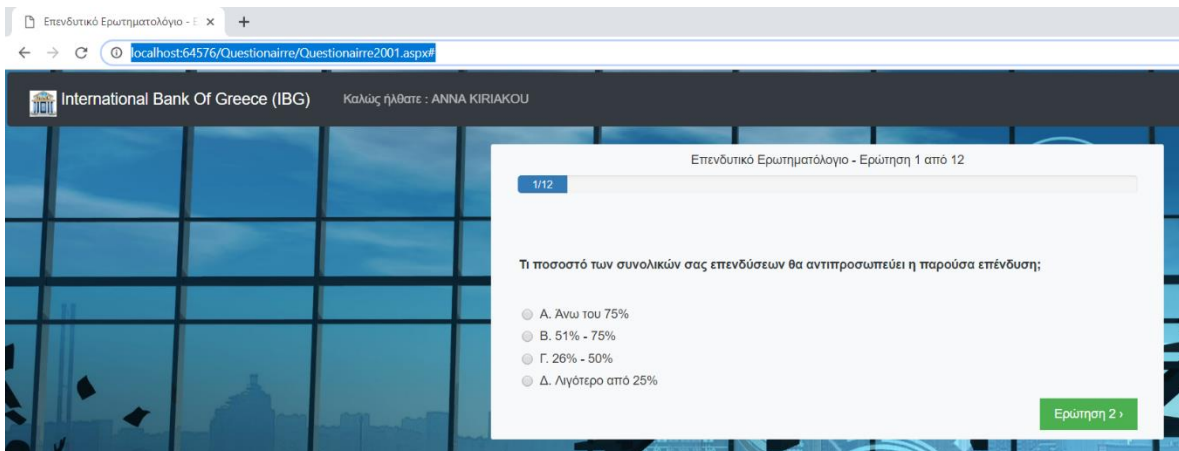 Επενδυτικό Ερωτηματολόγιο - Ε
localhost:64576/Questionairre/Questionairre2001.aspx#
International Bank Of Greece (IBG) Καλώς ήλθατε : ANNA KIRIAKOU
Επενδυτικό Ερωτηματόλογιο - Ερώτηση 1 από 12
1/12
Τι ποσοστό των συνολικών σας επενδύσεων θα αντιπροσωπεύει η παρούσα επένδυση;
Α. Άνω του 75%
Β. 51% - 75%
Γ. 26% - 50%
Δ. Λιγότερο από 25%
Ερώτηση 2 ›